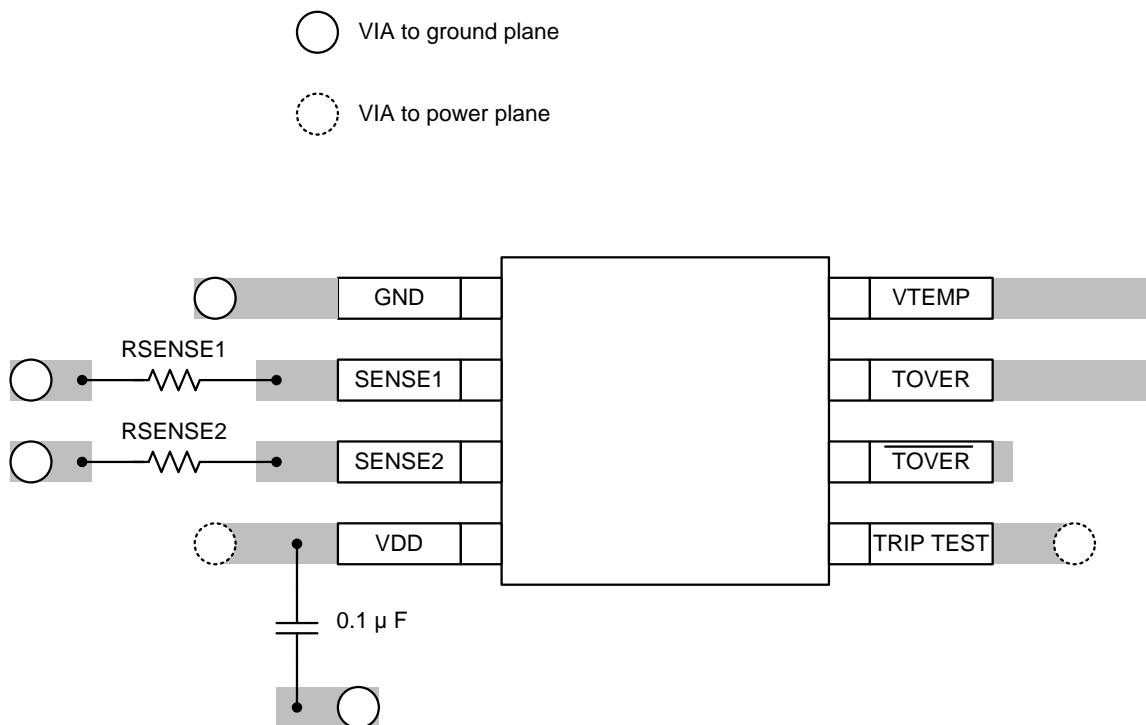 VIA to ground plane
VIA to power plane
GND
VTEMP
RSENSE1
SENSE1
TOVER
RSENSE2
SENSE2
TOVER
VDD
TRIP TEST
0.1 µ F